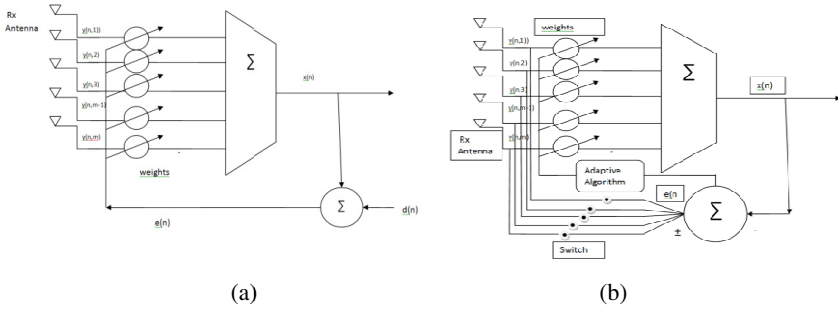 Rx
Antenna
y(n,1))
y(n,2)
y(n,3)
y(n,m-1)
y(n,m)
weights
Σ
x(n)
Σ
d(n)
e(n)
(a)
weights
y(n,1))
y(n,2)
y(n,3)
y(n,m-1)
y(n,m)
Rx
Antenna
Σ
x(n)
Adaptive
Algorithm
e(n
Σ
±
Switch
(b)